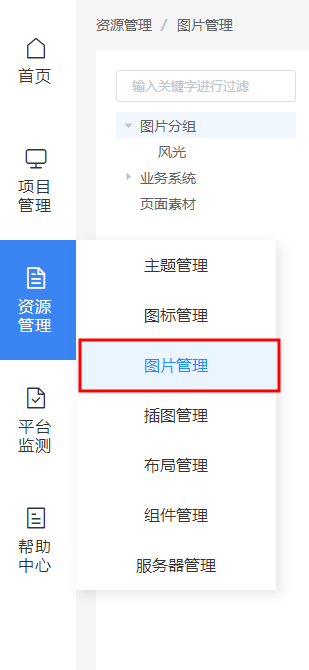 首页
项目
管理
资源
管理
平台
监测
帮助
中心
资源管理 / 图片管理
输入关键字进行过滤
图片分组
风光
业务系统
页面素材
主题管理
图标管理
图片管理
插图管理
布局管理
组件管理
服务器管理